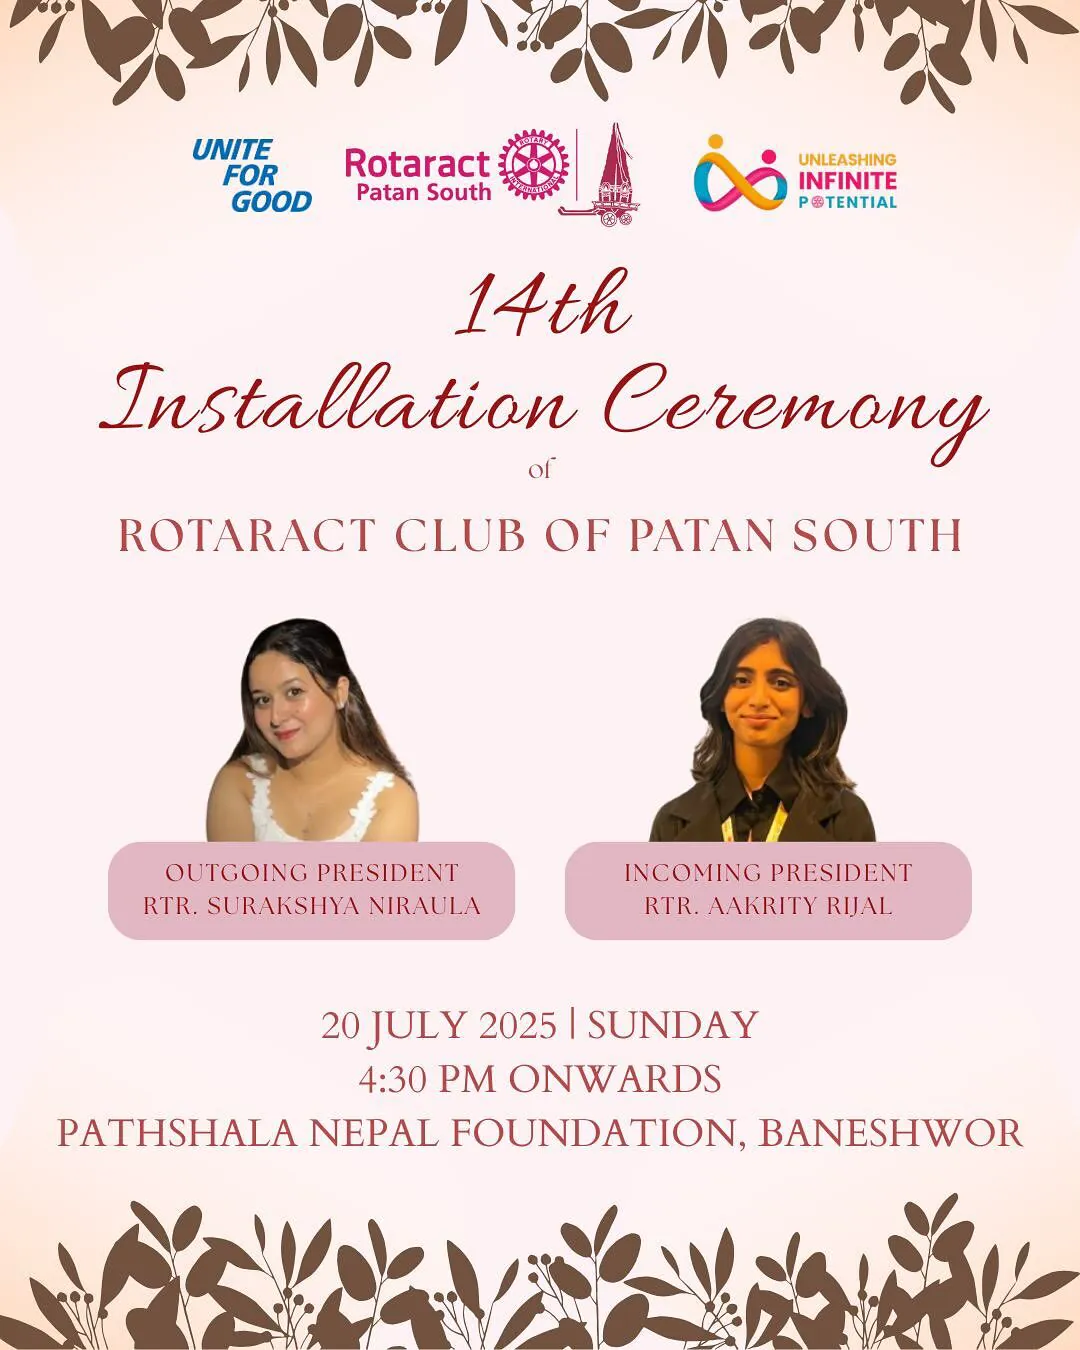 UNITE
FOR
GOOD
Rotaract
Patan South
ROTARY
INTERNATIONAL
UNLEASHING
INFINITE
POTENTIAL
14th
Installation Ceremony
of
ROTARACT CLUB OF PATAN SOUTH
OUTGOING PRESIDENT
RTR. SURAKSHYA NIRAULA
INCOMING PRESIDENT
RTR. AAKRITY RIJAL
20 JULY 2025 | SUNDAY
4:30 PM ONWARDS
PATHSHALA NEPAL FOUNDATION, BANESHWOR